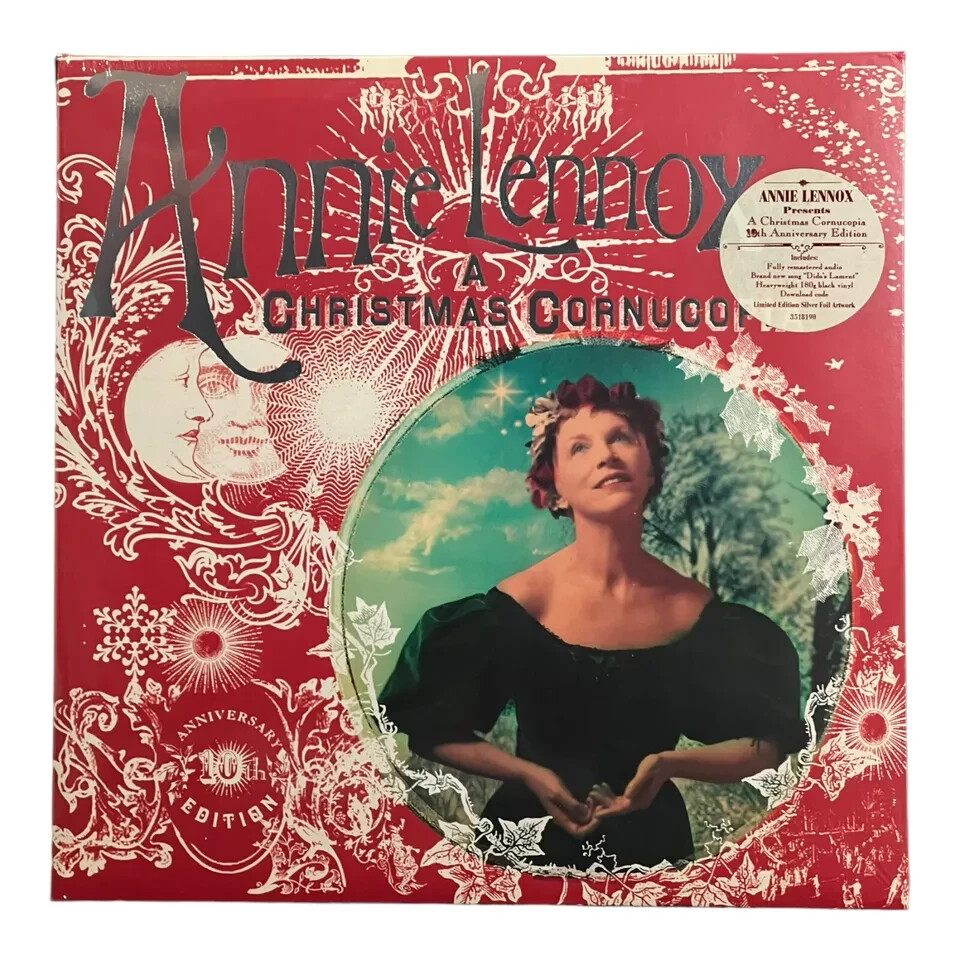 Annie Lennox
A
CHRISTMAS CORNUCOP
ANNIE LENNOX
Presents
A Christmas Cornucopia
10th Anniversary Edition
Includes:
Fully remastered audio
Brand new song "Dido's Lament"
Heavyweight 180g black vinyl
Download code
Limited Edition Silver Foil Artwork
3518190
ANNIVERSARY
10th
EDITION